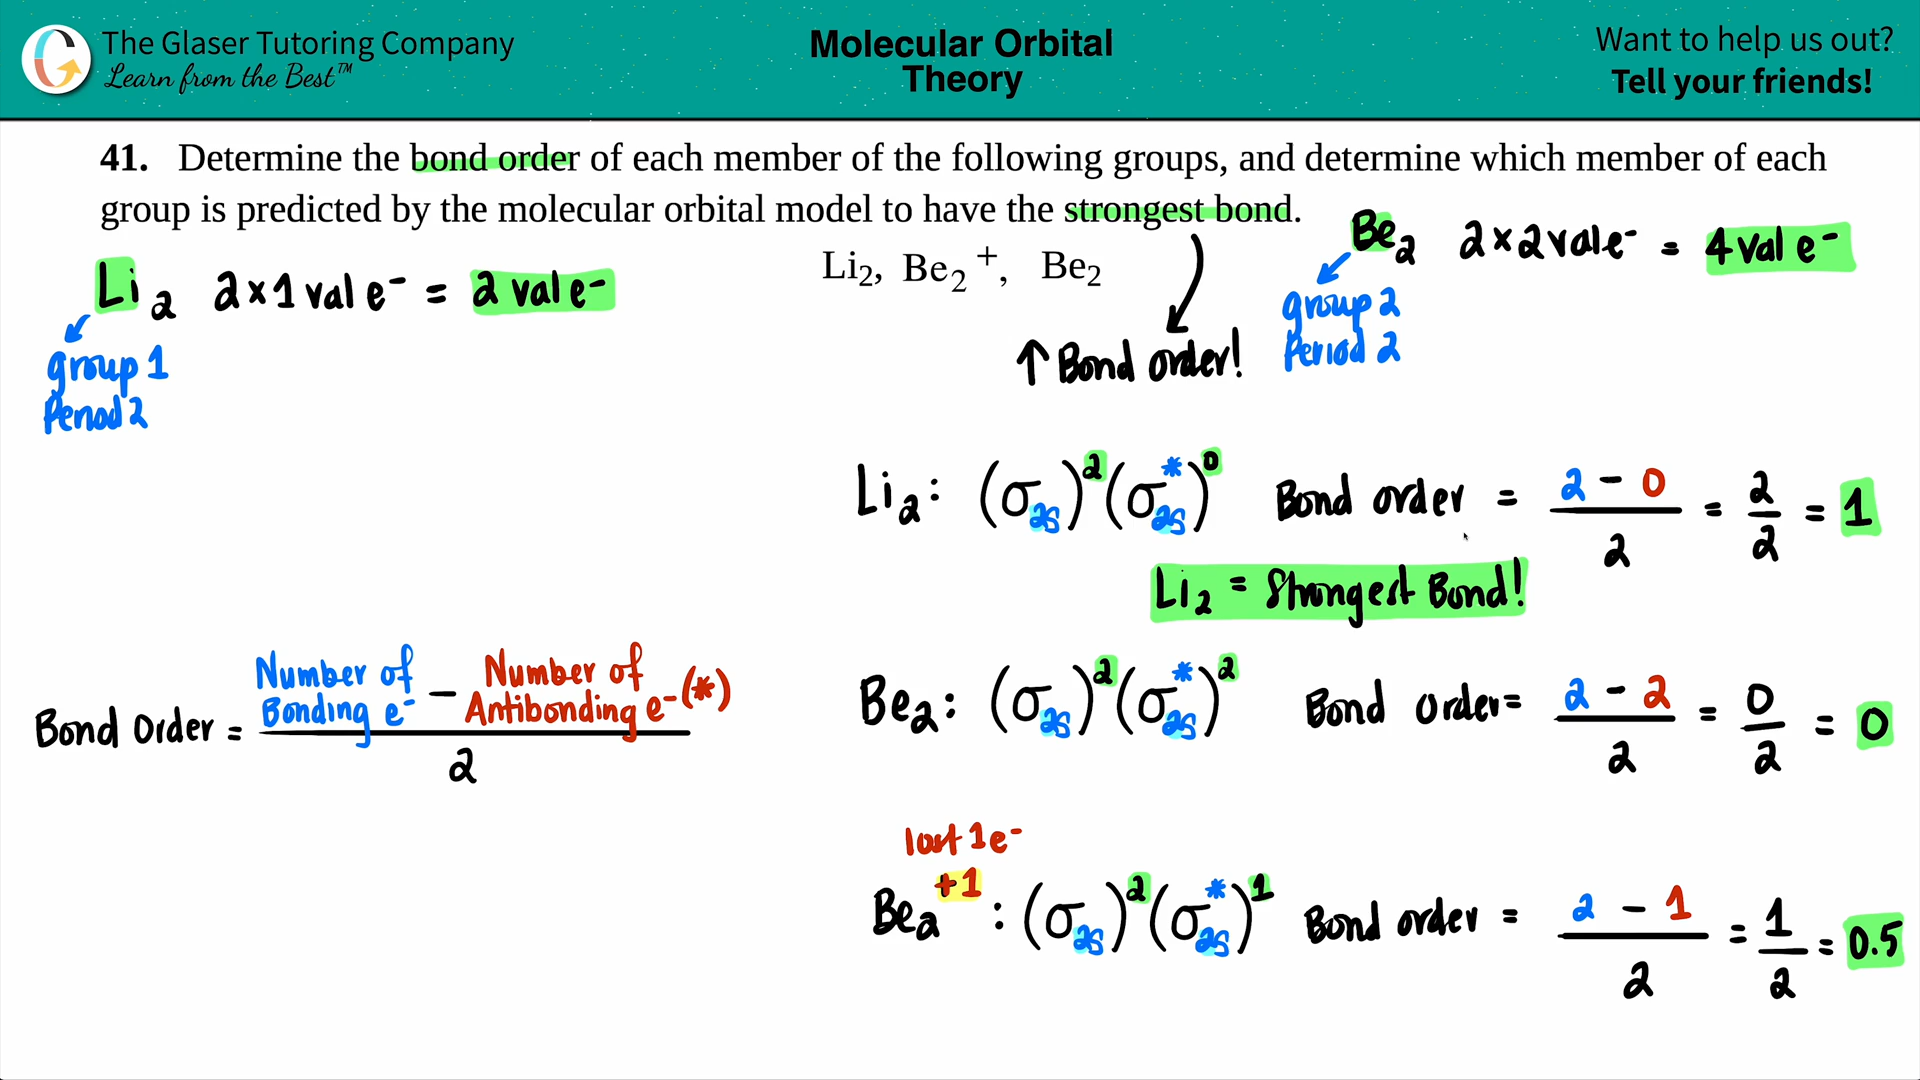 The Glaser Tutoring Company
Learn from the Best™
Molecular Orbital
Theory
Want to help us out?
Tell your friends!
41. Determine the bond order of each member of the following groups, and determine which member of each
group is predicted by the molecular orbital model to have the strongest bond.
Li₂, Be₂⁺, Be₂
Li₂ 2×1 val e⁻ = 2 val e⁻
group 1
Period 2
↑ Bond order!
Be₂ 2×2 val e⁻ = 4 val e⁻
group 2
Period 2
Li₂: (σ₂ₛ)² (σ₂ₛ*)⁰ Bond order = (2 − 0)/2 = 2/2 = 1
Li₂ = Strongest Bond!
Bond Order = (Number of Bonding e⁻ − Number of Antibonding e⁻(*))/2
Be₂: (σ₂ₛ)² (σ₂ₛ*)² Bond order = (2 − 2)/2 = 0/2 = 0
lost 1e⁻
Be₂⁺¹: (σ₂ₛ)² (σ₂ₛ*)¹ Bond order = (2 − 1)/2 = 1/2 = 0.5